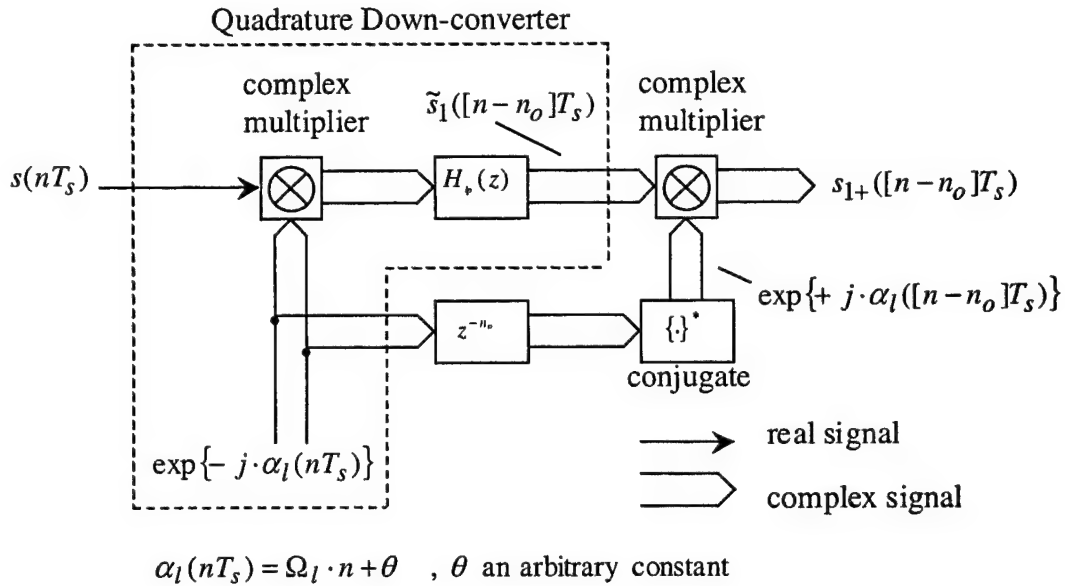 Quadrature Down-converter
complex multiplier
s̃₁([n − nₒ]Tₛ)
complex multiplier
s(nTₛ)
Hₚ(z)
s₁₊([n − nₒ]Tₛ)
exp{+ j·αₗ([n − nₒ]Tₛ)}
z^{-nₒ}
{·}*
conjugate
exp{− j·αₗ(nTₛ)}
real signal
complex signal
αₗ(nTₛ) = Ωₗ · n + θ , θ an arbitrary constant